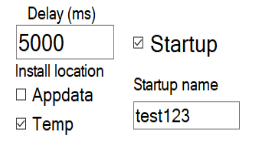 Delay (ms)
5000
Startup
Install location
Appdata
Startup name
Temp
test123